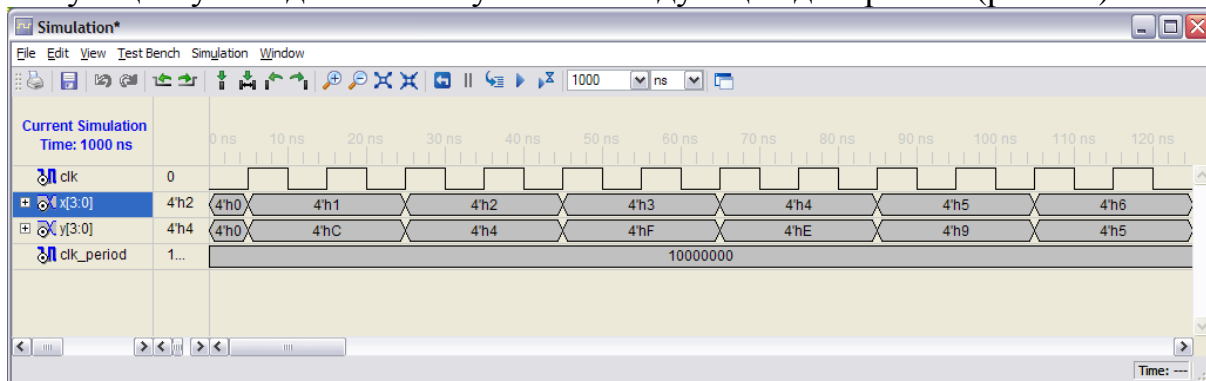 Simulation*
File Edit View Test Bench Simulation Window
1000 ns
Current Simulation
Time: 1000 ns
0 ns 10 ns 20 ns 30 ns 40 ns 50 ns 60 ns 70 ns 80 ns 90 ns 100 ns 110 ns 120 ns
clk 0
x[3:0] 4'h2 4'h0 4'h1 4'h2 4'h3 4'h4 4'h5 4'h6
y[3:0] 4'h4 4'h0 4'hC 4'h4 4'hF 4'hE 4'h9 4'h5
clk_period 1... 10000000
Time: ---